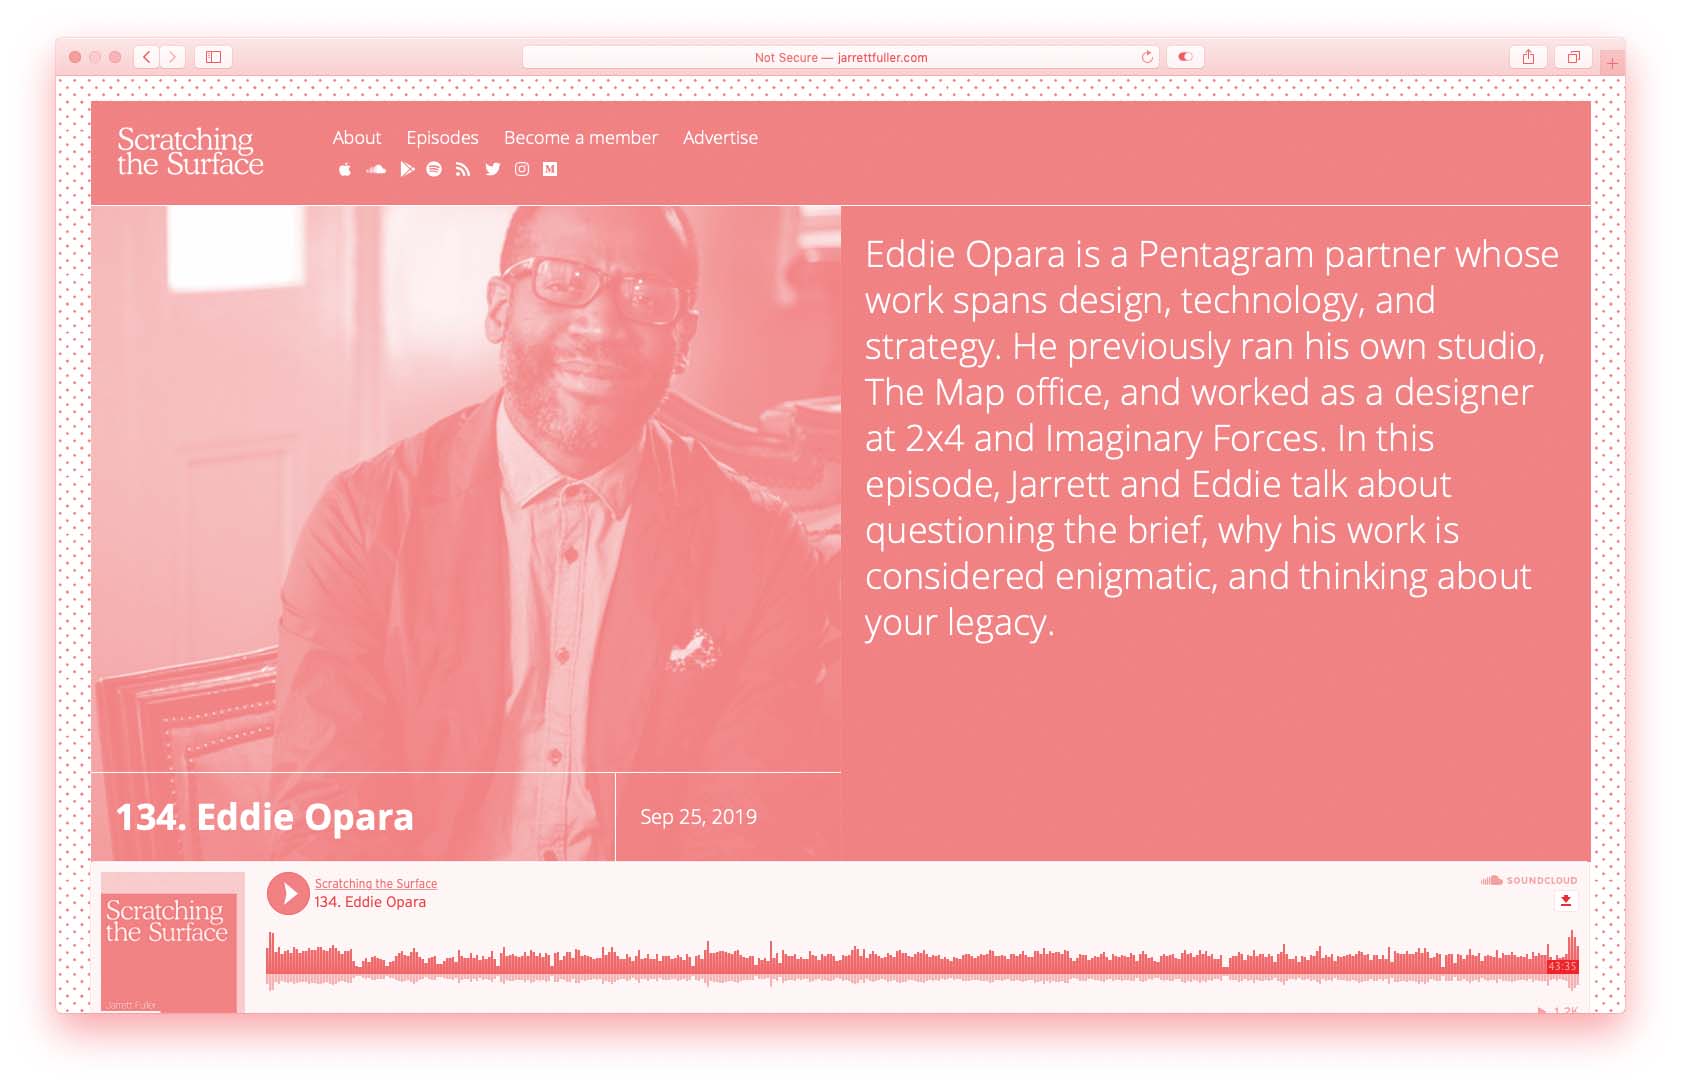 Not Secure — jarrettfuller.com
Scratching
the Surface
About Episodes Become a member Advertise
Eddie Opara is a Pentagram partner whose
work spans design, technology, and
strategy. He previously ran his own studio,
The Map office, and worked as a designer
at 2x4 and Imaginary Forces. In this
episode, Jarrett and Eddie talk about
questioning the brief, why his work is
considered enigmatic, and thinking about
your legacy.
134. Eddie Opara
Sep 25, 2019
Scratching the Surface
134. Eddie Opara
SOUNDCLOUD
Scratching
the Surface
Jarrett Fuller
43:35
1.2K